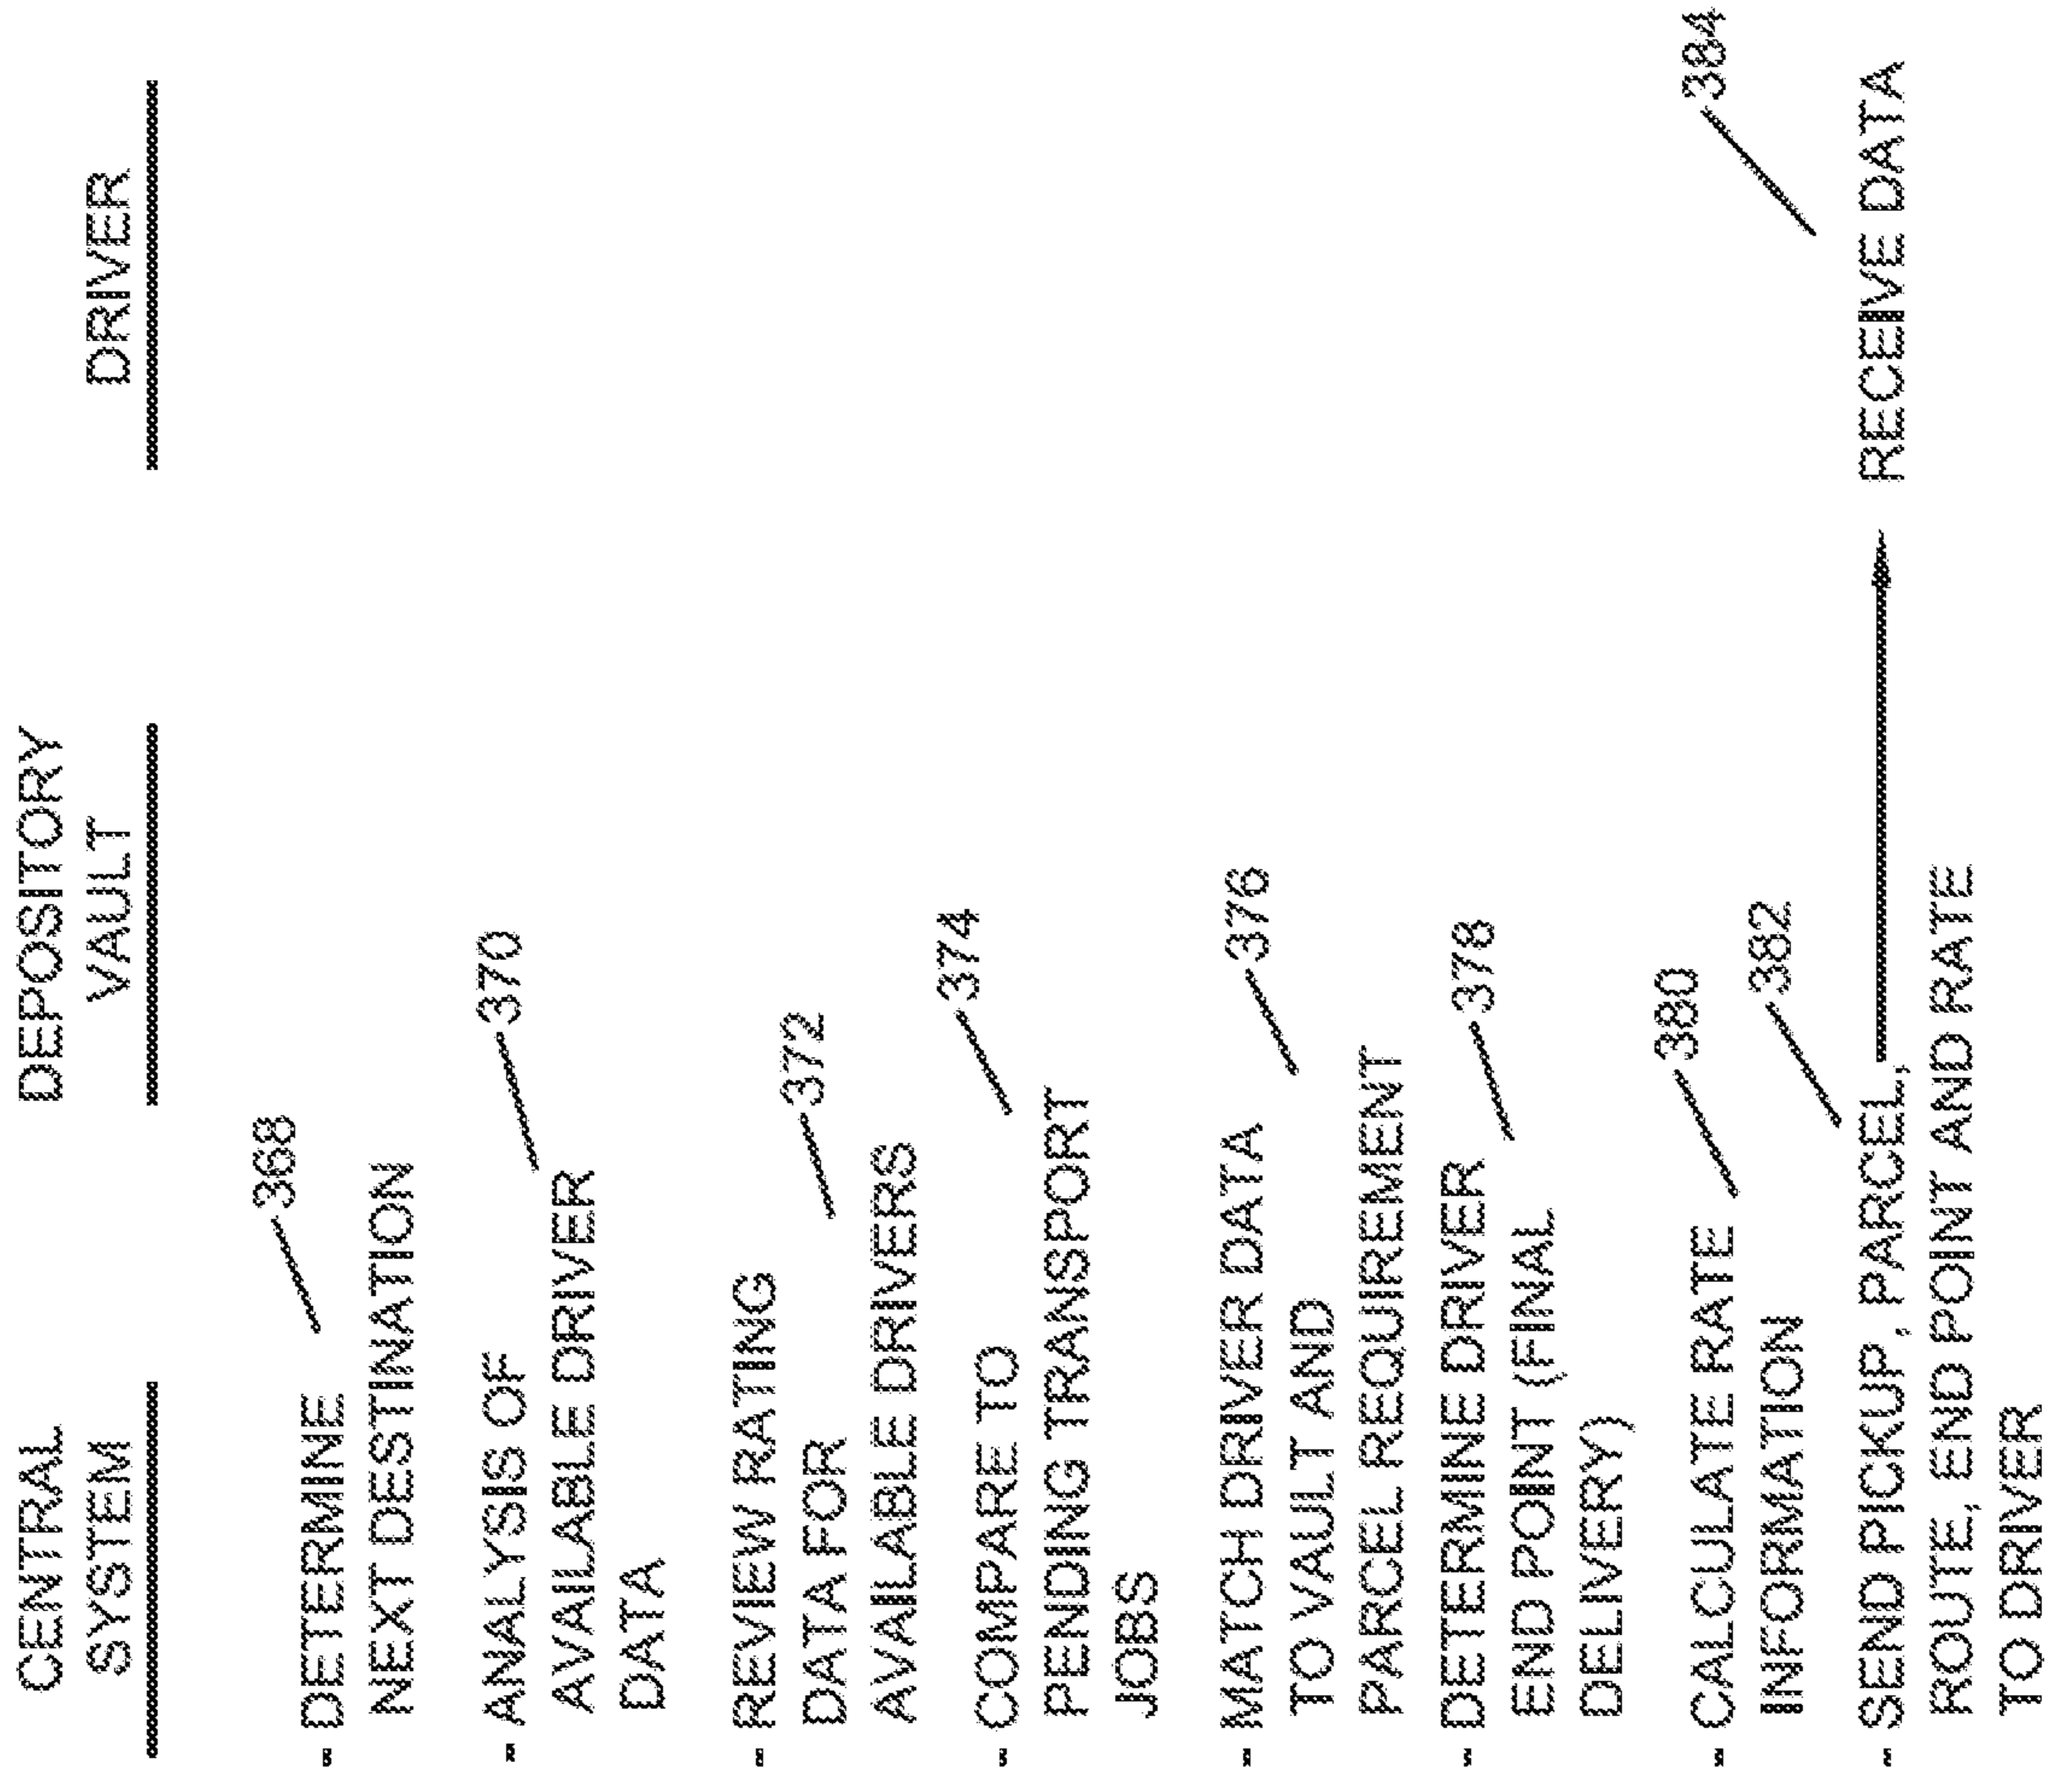 CENTRAL
SYSTEM
DEPOSITORY
VAULT
DRIVER
- DETERMINE
NEXT DESTINATION
368
- ANALYSIS OF
AVAILABLE DRIVER
DATA
370
- REVIEW RATING
DATA FOR
AVAILABLE DRIVERS
372
- COMPARE TO
PENDING TRANSPORT
JOBS
374
- MATCH DRIVER DATA
TO VAULT AND
PARCEL REQUIREMENT
376
- DETERMINE DRIVER
END POINT (FINAL
DELIVERY)
378
- CALCULATE RATE
INFORMATION
380
- SEND PICKUP, PARCEL,
ROUTE, END POINT AND RATE
TO DRIVER
382
RECEIVE DATA
384